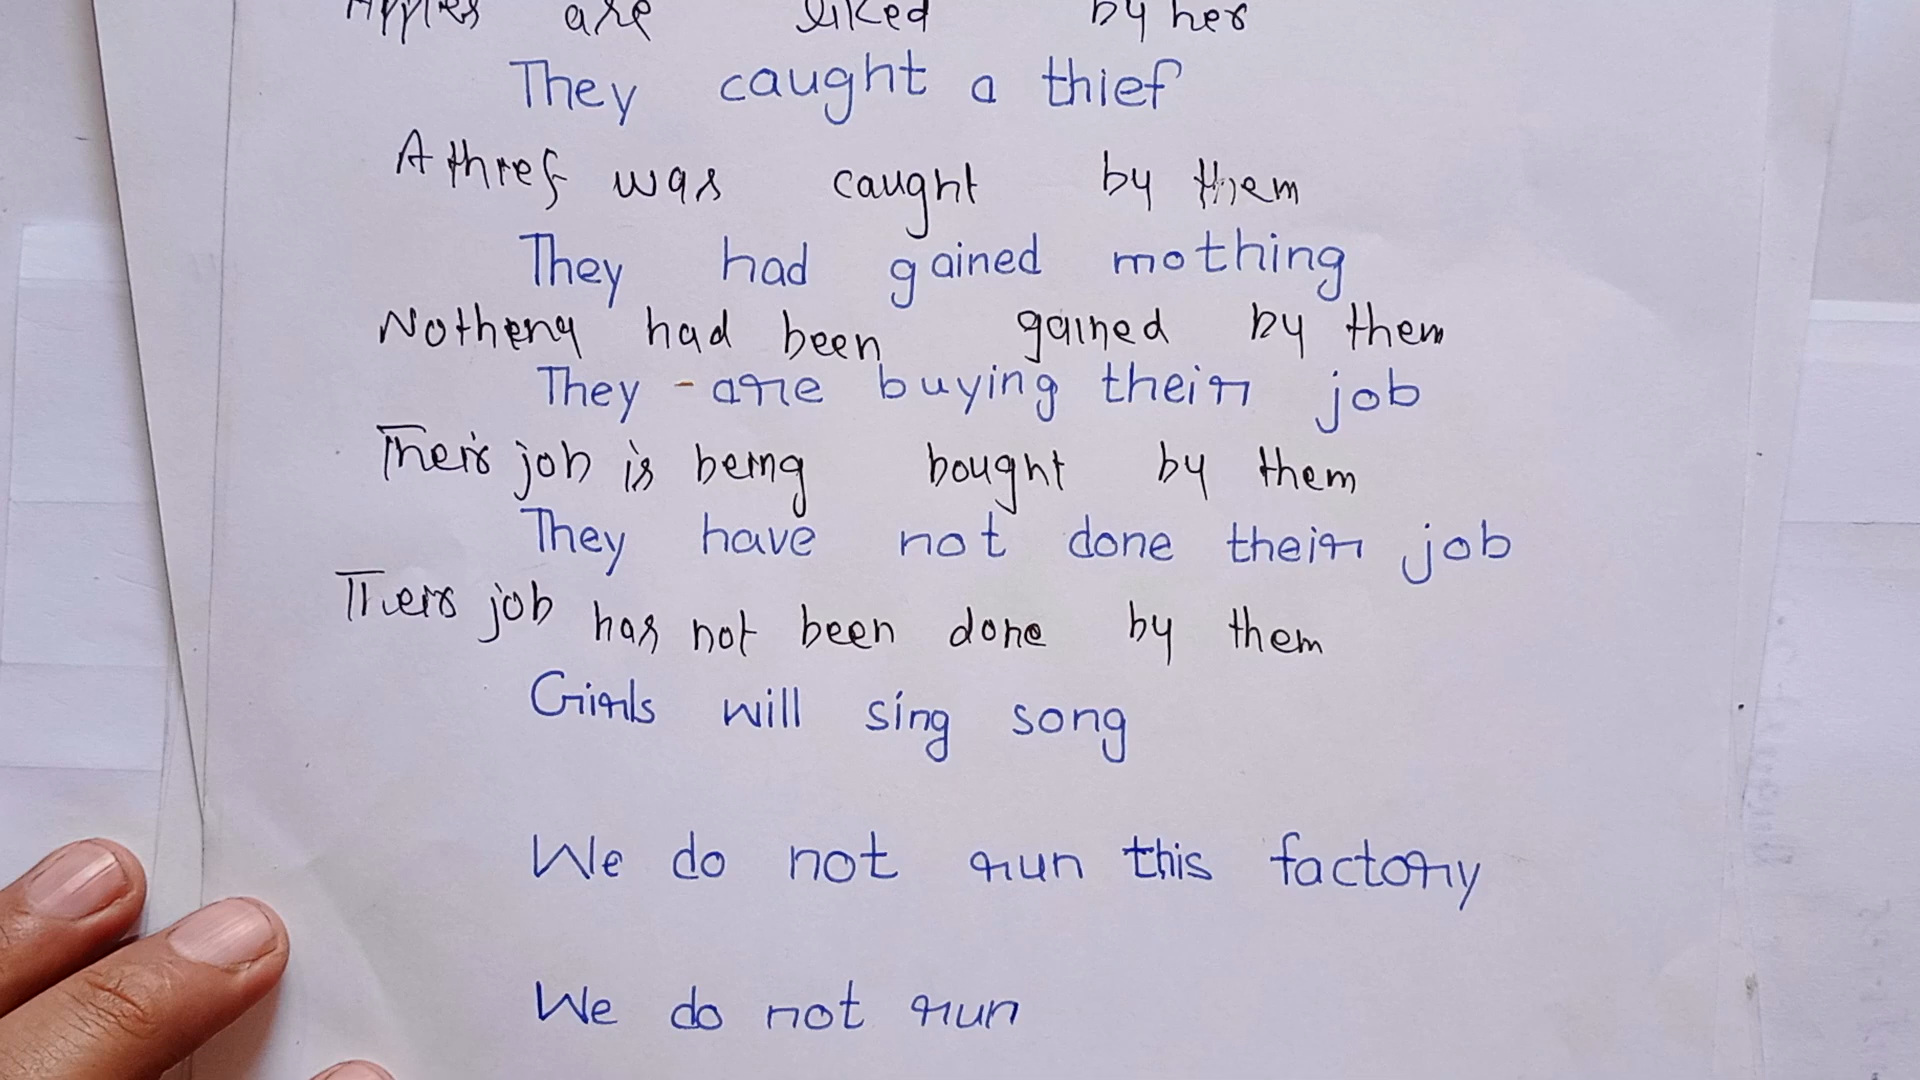 Apples are liked by her
They caught a thief
A thief was caught by them
They had gained mothing
Notheng had been gained by them
They are buying their job
Their job is being bought by them
They have not done their job
Their job has not been done by them
Girls will sing song
We do not run this factory
We do not run